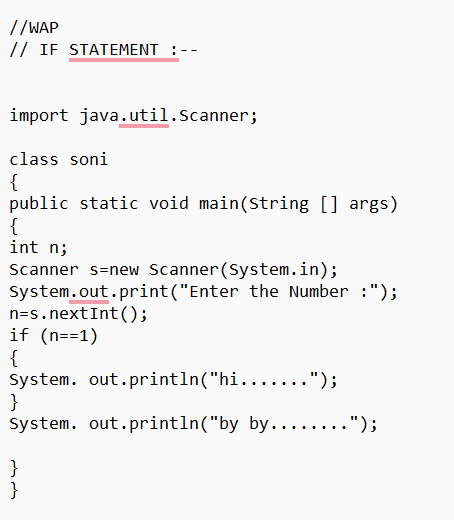 //WAP
// IF STATEMENT :--
import java.util.Scanner;
class soni
{
public static void main(String [] args)
{
int n;
Scanner s=new Scanner(System.in);
System.out.print("Enter the Number :");
n=s.nextInt();
if (n==1)
{
System. out.println("hi.......");
}
System. out.println("by by........");
}
}